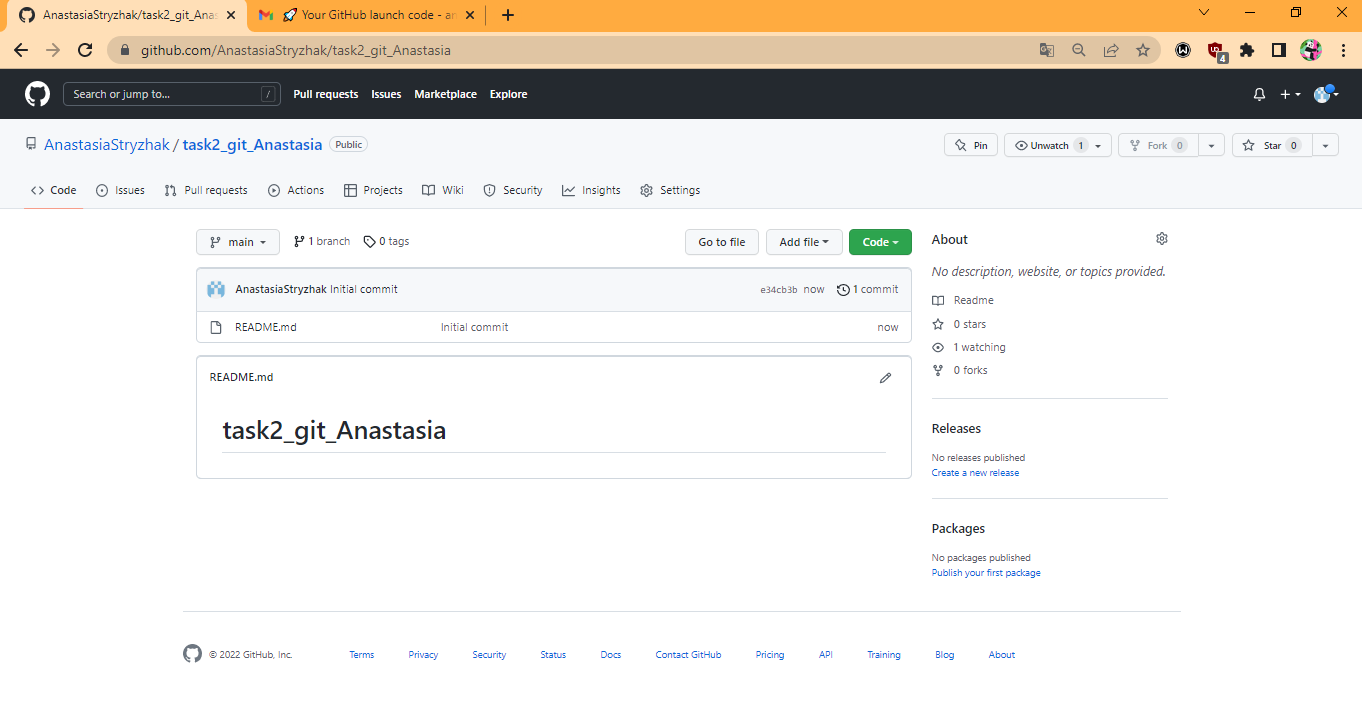 AnastasiaStryzhak/task2_git_Anas
Your GitHub launch code - an
github.com/AnastasiaStryzhak/task2_git_Anastasia
4
Search or jump to... /
Pull requests Issues Marketplace Explore
AnastasiaStryzhak / task2_git_Anastasia Public
Pin Unwatch 1 Fork 0 Star 0
Code Issues Pull requests Actions Projects Wiki Security Insights Settings
main 1 branch 0 tags Go to file Add file Code
AnastasiaStryzhak Initial commit e34cb3b now 1 commit
README.md Initial commit now
README.md
task2_git_Anastasia
About
No description, website, or topics provided.
Readme
0 stars
1 watching
0 forks
Releases
No releases published
Create a new release
Packages
No packages published
Publish your first package
© 2022 GitHub, Inc. Terms Privacy Security Status Docs Contact GitHub Pricing API Training Blog About